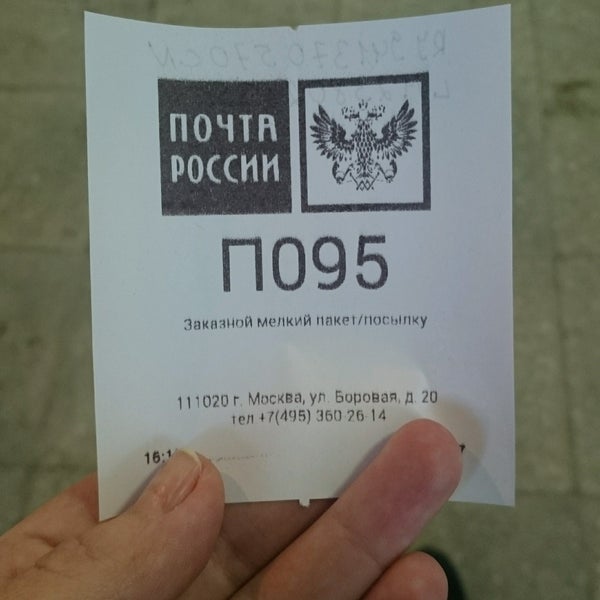 ПОЧТА
РОССИИ
П095
Заказной мелкий пакет/посылку
111020 г. Москва, ул. Боровая, д. 20
тел +7(495) 360-26-14